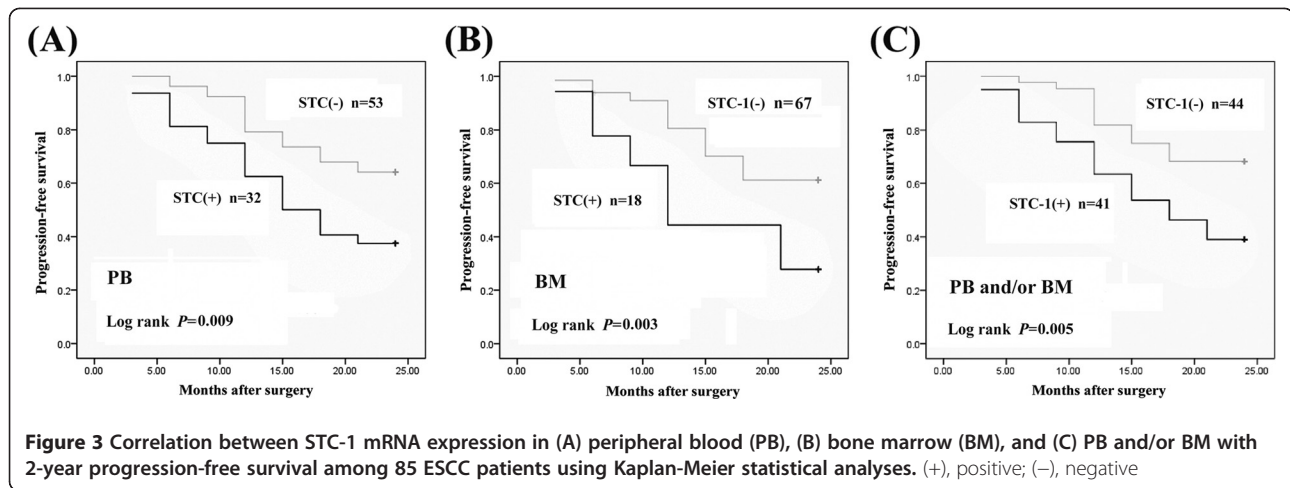 (A)
1.0
0.8
0.6
0.4
0.2
0.0
Progression-free survival
STC(-) n=53
STC(+) n=32
PB
Log rank P=0.009
0.00 5.00 10.00 15.00 20.00 25.00
Months after surgery
(B)
1.0
0.8
0.6
0.4
0.2
0.0
Progression-free survival
STC-1(-) n=67
STC(+) n=18
BM
Log rank P=0.003
0.00 5.00 10.00 15.00 20.00 25.00
Months after surgery
(C)
1.0
0.8
0.6
0.4
0.2
0.0
Progression-free survival
STC-1(-) n=44
STC-1(+) n=41
PB and/or BM
Log rank P=0.005
0.00 5.00 10.00 15.00 20.00 25.00
Months after surgery
Figure 3 Correlation between STC-1 mRNA expression in (A) peripheral blood (PB), (B) bone marrow (BM), and (C) PB and/or BM with
2-year progression-free survival among 85 ESCC patients using Kaplan-Meier statistical analyses. (+), positive; (−), negative